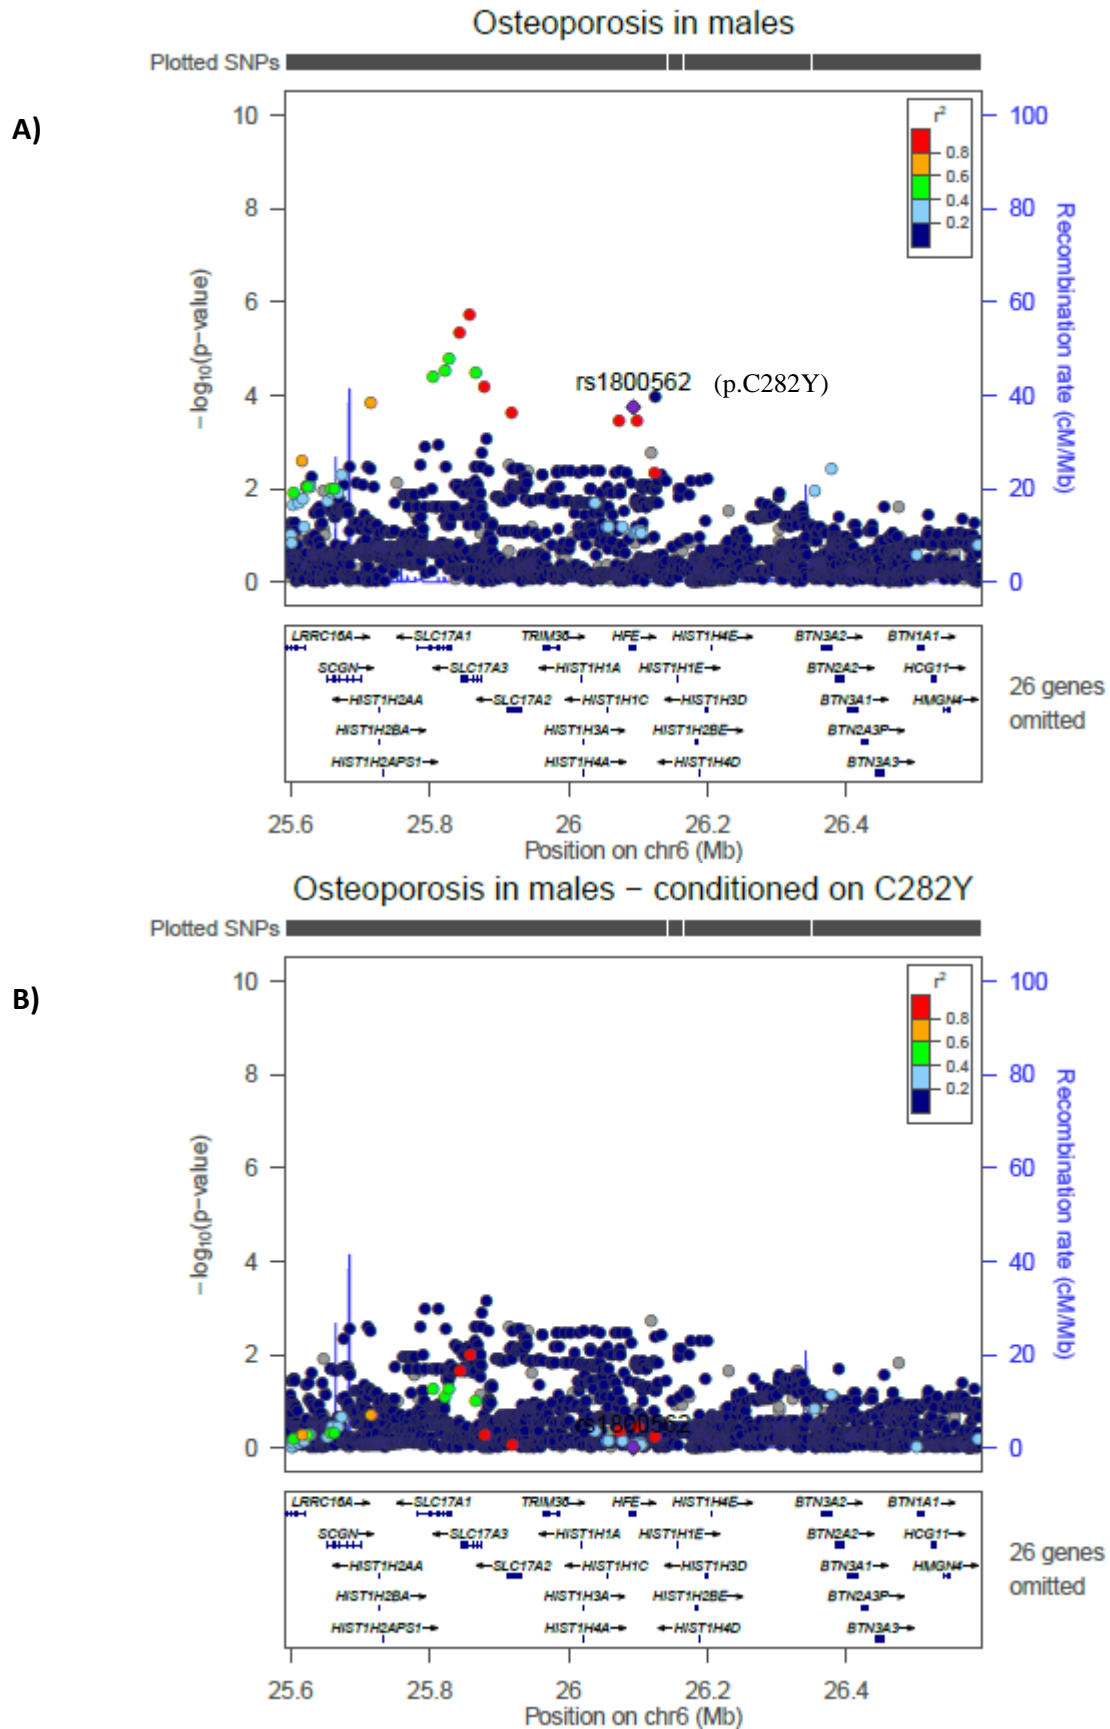 Osteoporosis in males
Plotted SNPs
A)
10
8
6
4
2
0
−log10(p−value)
100
80
60
40
20
0
Recombination rate (cM/Mb)
r2
0.8
0.6
0.4
0.2
rs1800562 (p.C282Y)
LRRC16A→ ←SLC17A1 TRIM38→ HFE→ HIST1H4E→ BTN3A2→ BTN1A1→
SCGN→ ←SLC17A3 ←HIST1H1A HIST1H1E→ BTN2A2→ HCG11→
←HIST1H2AA ←SLC17A2 ←HIST1H1C ←HIST1H3D BTN3A1→ HMGN4→
HIST1H2BA→ HIST1H3A→ HIST1H2BE→ BTN2A3P→
HIST1H2APS1→ HIST1H4A→ ←HIST1H4D BTN3A3→
26 genes
omitted
25.6 25.8 26 26.2 26.4
Position on chr6 (Mb)
Osteoporosis in males − conditioned on C282Y
Plotted SNPs
B)
10
8
6
4
2
0
−log10(p−value)
100
80
60
40
20
0
Recombination rate (cM/Mb)
r2
0.8
0.6
0.4
0.2
rs1800562
LRRC16A→ ←SLC17A1 TRIM38→ HFE→ HIST1H4E→ BTN3A2→ BTN1A1→
SCGN→ ←SLC17A3 ←HIST1H1A HIST1H1E→ BTN2A2→ HCG11→
←HIST1H2AA ←SLC17A2 ←HIST1H1C ←HIST1H3D BTN3A1→ HMGN4→
HIST1H2BA→ HIST1H3A→ HIST1H2BE→ BTN2A3P→
HIST1H2APS1→ HIST1H4A→ ←HIST1H4D BTN3A3→
26 genes
omitted
25.6 25.8 26 26.2 26.4
Position on chr6 (Mb)